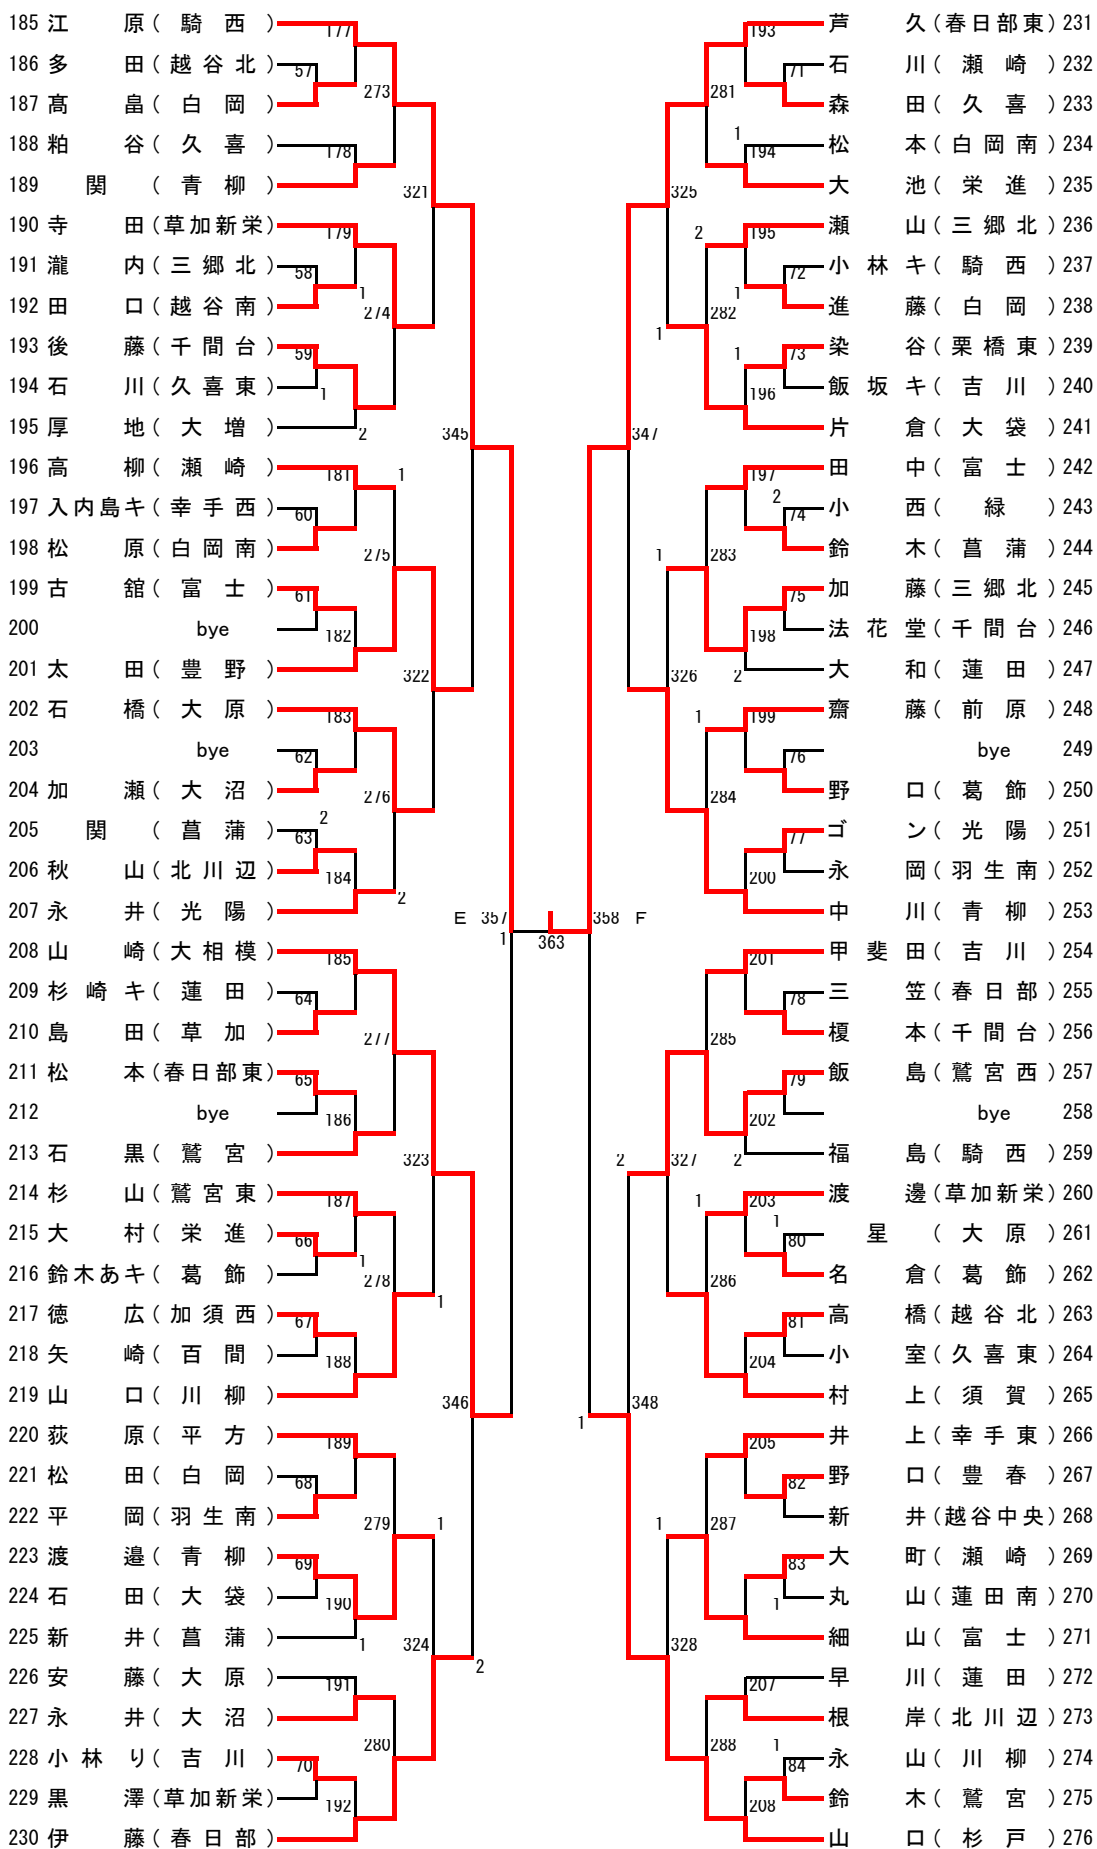 185 江原(騎西) 177 193 芦久(春日部東) 231
186 多田(越谷北) 57 71 石川(瀬崎) 232
187 髙畠(白岡) 273 281 森田(久喜) 233
188 粕谷(久喜) 178 1 194 松本(白岡南) 234
189 関(青柳) 321 325 大池(栄進) 235
190 寺田(草加新栄) 179 2 195 瀬山(三郷北) 236
191 瀧内(三郷北) 58 72 小林キ(騎西) 237
192 田口(越谷南) 1 274 282 1 進藤(白岡) 238
193 後藤(千間台) 59 1 1 73 染谷(栗橋東) 239
194 石川(久喜東) 1 196 飯坂キ(吉川) 240
195 厚地(大増) 2 345 347 片倉(大袋) 241
196 高柳(瀬崎) 181 1 197 田中(富士) 242
197 入内島キ(幸手西) 60 2 74 小西(緑) 243
198 松原(白岡南) 275 1 283 鈴木(菖蒲) 244
199 古舘(富士) 61 75 加藤(三郷北) 245
200 bye 182 198 法花堂(千間台) 246
201 太田(豊野) 322 326 2 大和(蓮田) 247
202 石橋(大原) 183 1 199 齋藤(前原) 248
203 bye 62 76 bye 249
204 加瀬(大沼) 276 284 野口(葛飾) 250
205 関(菖蒲) 2 63 77 ゴン(光陽) 251
206 秋山(北川辺) 184 200 永岡(羽生南) 252
207 永井(光陽) 2 E 357 358 F 中川(青柳) 253
1 363
208 山崎(大相模) 185 201 甲斐田(吉川) 254
209 杉崎キ(蓮田) 64 78 三笠(春日部) 255
210 島田(草加) 277 285 榎本(千間台) 256
211 松本(春日部東) 65 79 飯島(鷲宮西) 257
212 bye 186 202 bye 258
213 石黒(鷲宮) 323 2 327 2 福島(騎西) 259
214 杉山(鷲宮東) 187 1 203 渡邊(草加新栄) 260
215 大村(栄進) 66 1 80 星(大原) 261
216 鈴木あキ(葛飾) 1 278 1 286 名倉(葛飾) 262
217 徳広(加須西) 67 81 高橋(越谷北) 263
218 矢崎(百間) 188 204 小室(久喜東) 264
219 山口(川柳) 346 1 348 村上(須賀) 265
220 荻原(平方) 189 205 井上(幸手東) 266
221 松田(白岡) 68 82 野口(豊春) 267
222 平岡(羽生南) 279 1 1 287 新井(越谷中央) 268
223 渡邉(青柳) 69 83 大町(瀬崎) 269
224 石田(大袋) 190 1 丸山(蓮田南) 270
225 新井(菖蒲) 1 324 2 328 細山(富士) 271
226 安藤(大原) 191 207 早川(蓮田) 272
227 永井(大沼) 根岸(北川辺) 273
228 小林り(吉川) 70 280 288 1 84 永山(川柳) 274
229 黒澤(草加新栄) 192 208 鈴木(鷲宮) 275
230 伊藤(春日部) 山口(杉戸) 276